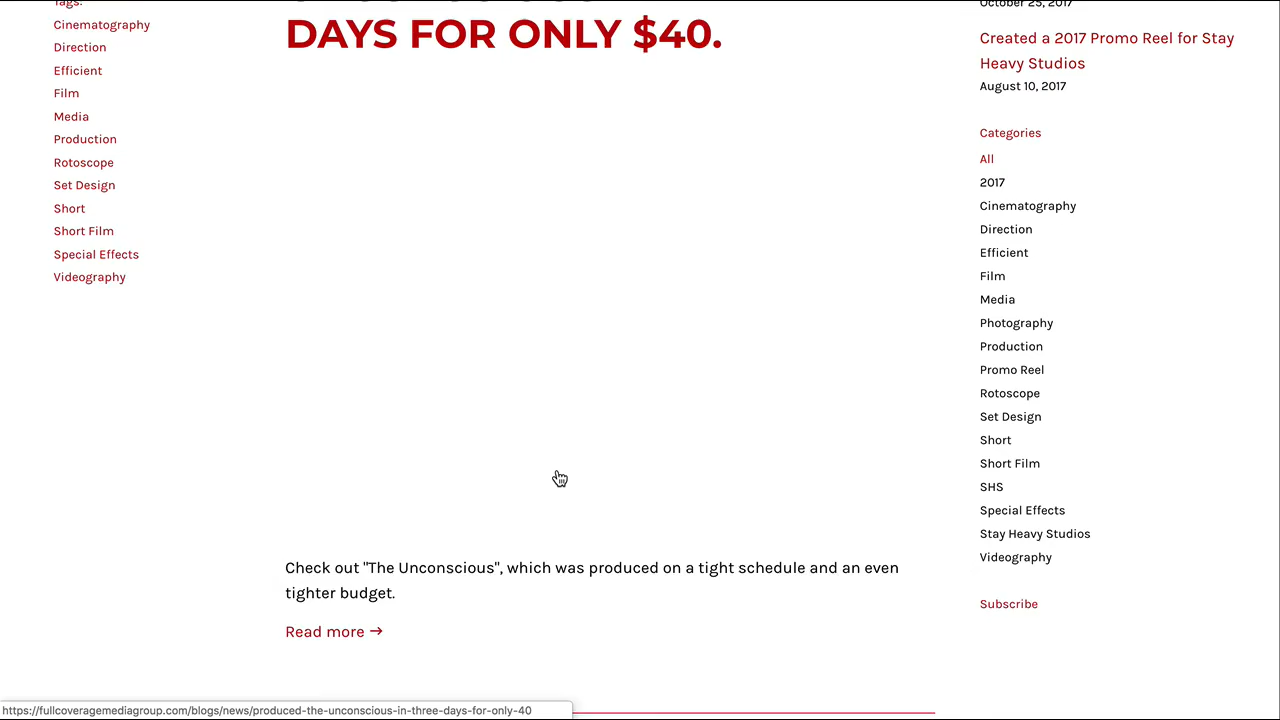 Tags:
Cinematography
Direction
Efficient
Film
Media
Production
Rotoscope
Set Design
Short
Short Film
Special Effects
Videography
DAYS FOR ONLY $40.
Check out "The Unconscious", which was produced on a tight schedule and an even
tighter budget.
Read more →
October 25, 2017
Created a 2017 Promo Reel for Stay
Heavy Studios
August 10, 2017
Categories
All
2017
Cinematography
Direction
Efficient
Film
Media
Photography
Production
Promo Reel
Rotoscope
Set Design
Short
Short Film
SHS
Special Effects
Stay Heavy Studios
Videography
Subscribe
https://fullcoveragemediagroup.com/blogs/news/produced-the-unconscious-in-three-days-for-only-40